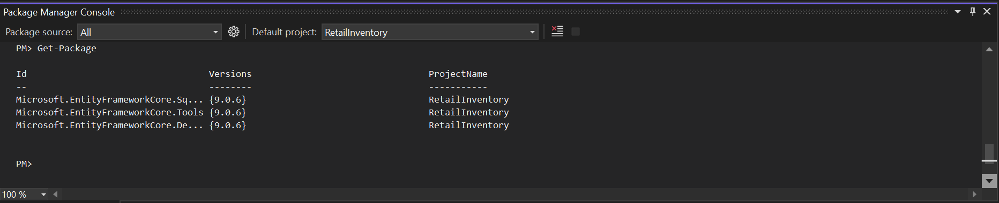 Package Manager Console
Package source: All Default project: RetailInventory
PM> Get-Package
Id Versions ProjectName
-- -------- -----------
Microsoft.EntityFrameworkCore.Sq... {9.0.6} RetailInventory
Microsoft.EntityFrameworkCore.Tools {9.0.6} RetailInventory
Microsoft.EntityFrameworkCore.De... {9.0.6} RetailInventory
PM>
100 %